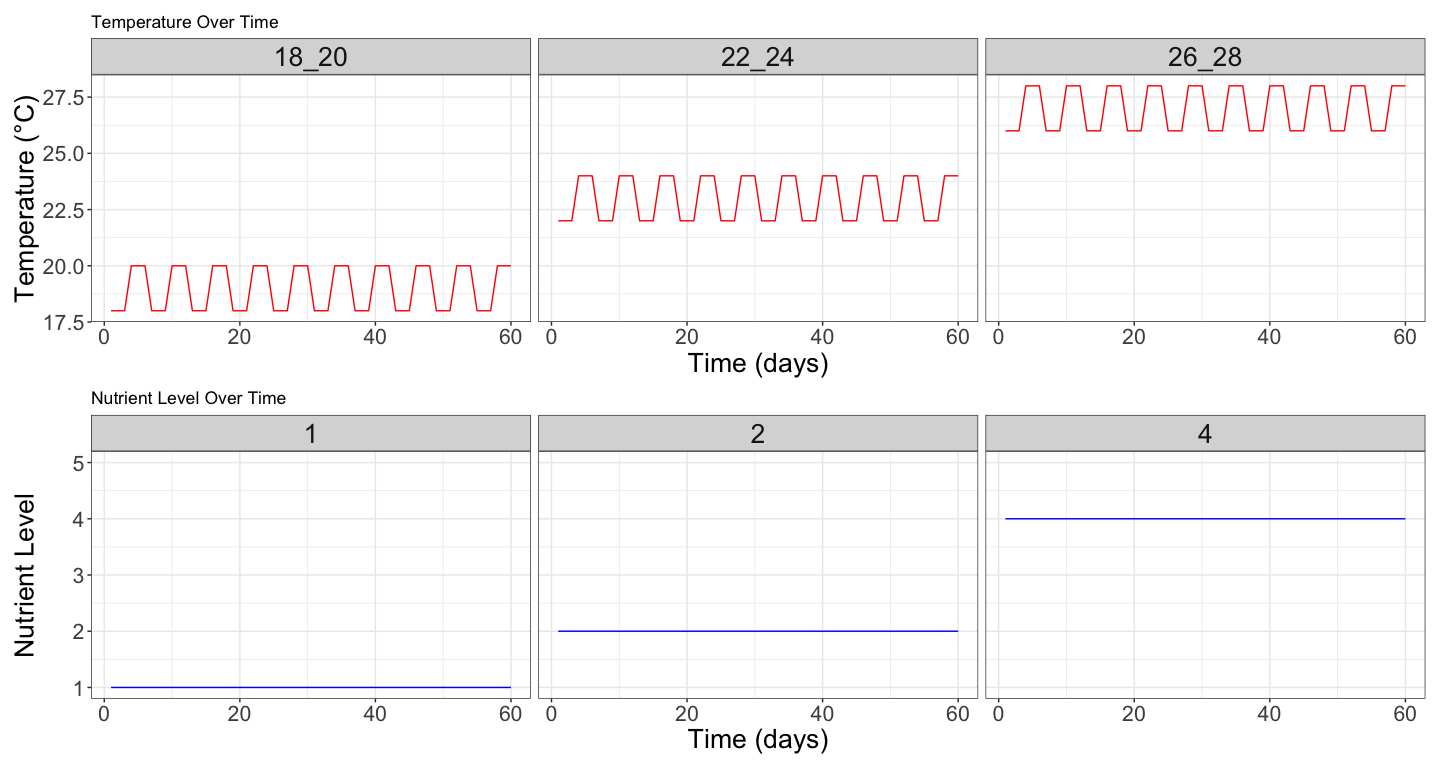 Temperature Over Time
18_20
22_24
26_28
Temperature (°C)
27.5
25.0
22.5
20.0
17.5
0 20 40 60
0 20 40 60
0 20 40 60
Time (days)
Nutrient Level Over Time
1
2
4
Nutrient Level
5
4
3
2
1
0 20 40 60
0 20 40 60
0 20 40 60
Time (days)